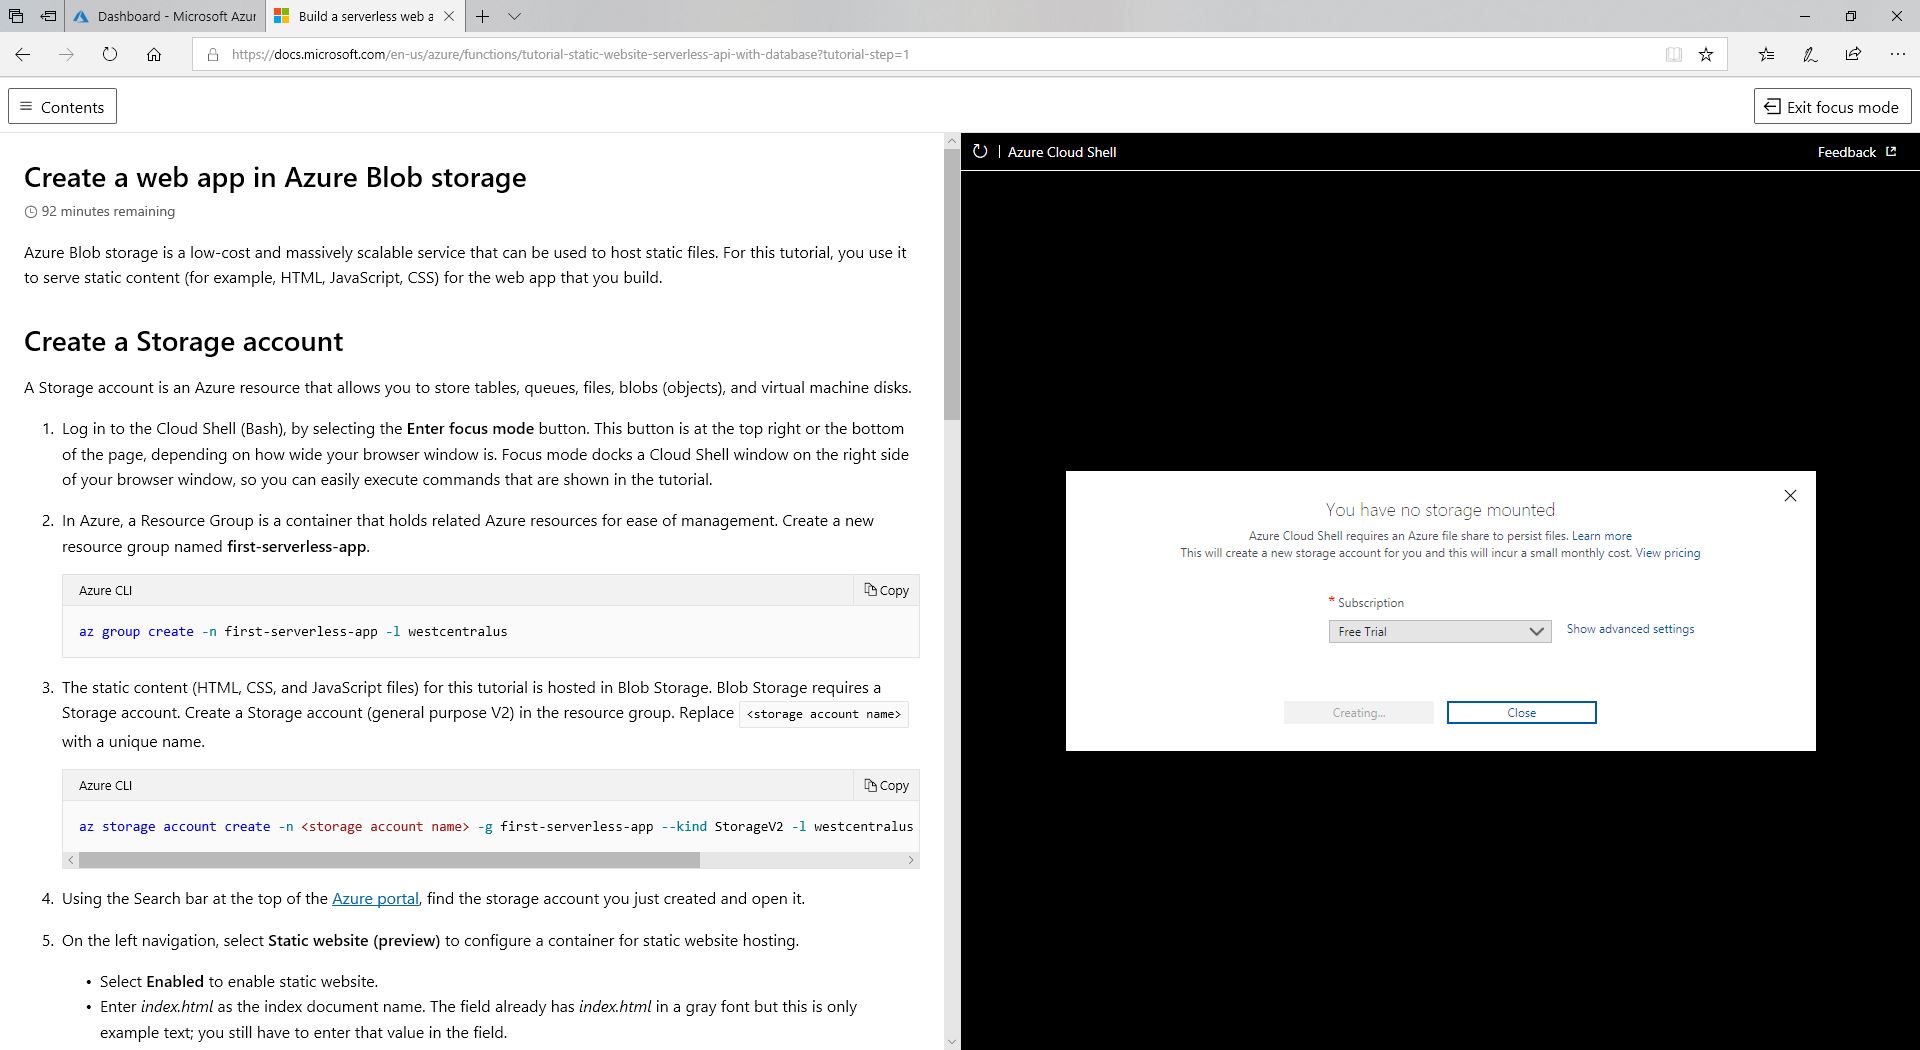 Dashboard - Microsoft Azur
Build a serverless web a
https://docs.microsoft.com/en-us/azure/functions/tutorial-static-website-serverless-api-with-database?tutorial-step=1
Contents
Exit focus mode
Create a web app in Azure Blob storage
92 minutes remaining
Azure Blob storage is a low-cost and massively scalable service that can be used to host static files. For this tutorial, you use it
to serve static content (for example, HTML, JavaScript, CSS) for the web app that you build.
Create a Storage account
A Storage account is an Azure resource that allows you to store tables, queues, files, blobs (objects), and virtual machine disks.
1. Log in to the Cloud Shell (Bash), by selecting the Enter focus mode button. This button is at the top right or the bottom
of the page, depending on how wide your browser window is. Focus mode docks a Cloud Shell window on the right side
of your browser window, so you can easily execute commands that are shown in the tutorial.
2. In Azure, a Resource Group is a container that holds related Azure resources for ease of management. Create a new
resource group named first-serverless-app.
Azure CLI
Copy
az group create -n first-serverless-app -l westcentralus
3. The static content (HTML, CSS, and JavaScript files) for this tutorial is hosted in Blob Storage. Blob Storage requires a
Storage account. Create a Storage account (general purpose V2) in the resource group. Replace <storage account name>
with a unique name.
Azure CLI
Copy
az storage account create -n <storage account name> -g first-serverless-app --kind StorageV2 -l westcentralus
4. Using the Search bar at the top of the Azure portal, find the storage account you just created and open it.
5. On the left navigation, select Static website (preview) to configure a container for static website hosting.
• Select Enabled to enable static website.
• Enter index.html as the index document name. The field already has index.html in a gray font but this is only
example text; you still have to enter that value in the field.
| Azure Cloud Shell
Feedback
You have no storage mounted
Azure Cloud Shell requires an Azure file share to persist files. Learn more
This will create a new storage account for you and this will incur a small monthly cost. View pricing
* Subscription
Free Trial
Show advanced settings
Creating...
Close